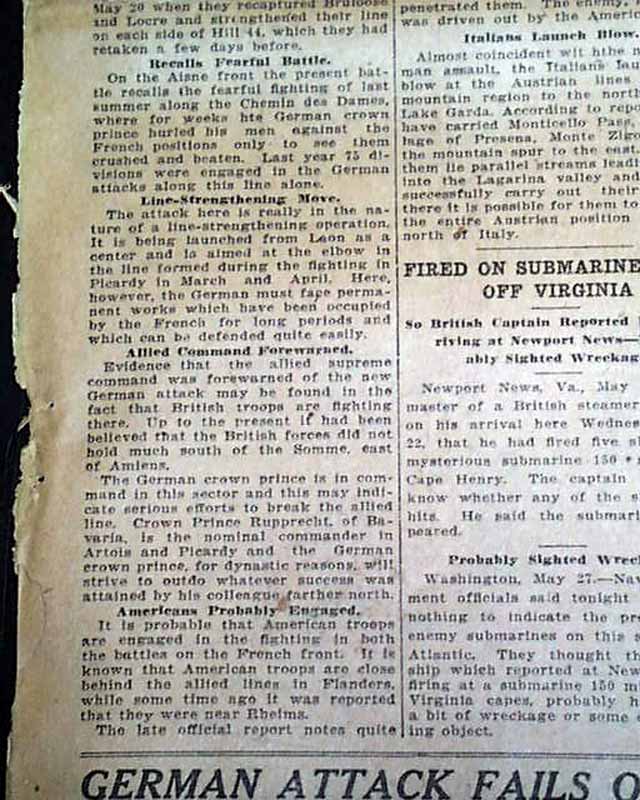 May 20 when they recaptured Bruloose
and Locre and strengthened their line
on each side of Hill 44, which they had
retaken a few days before.
Recalls Fearful Battle.
On the Aisne front the present bat-
tle recalls the fearful fighting of last
summer along the Chemin des Dames,
where for weeks hte German crown
prince hurled his men against the
French positions only to see them
crushed and beaten. Last year 75 di-
visions were engaged in the German
attacks along this line alone.
Line-Strengthening Move.
The attack here is really in the na-
ture of a line-strengthening operation.
It is being launched from Laon as a
center and is aimed at the elbow in
the line formed during the fighting in
Picardy in March and April. Here,
however, the German must face perma-
nent works which have been occupied
by the French for long periods and
which can be defended quite easily.
Allied Command Forewarned.
Evidence that the allied supreme
command was forewarned of the new
German attack may be found in the
fact that British troops are fighting
there. Up to the present if had been
believed that the British forces did not
hold much south of the Somme, east
of Amiens.
The German crown prince is in com-
mand in this sector and this may indi-
cate serious efforts to break the allied
line. Crown Prince Rupprecht, of Ba-
varia, is the nominal commander in
Artois and Picardy and the German
crown prince, for dynastic reasons, will
strive to outdo whatever success was
attained by his colleague farther north.
Americans Probably Engaged.
It is probable that American troops
are engaged in the fighting in both
the battles on the French front. It is
known that American troops are close
behind the allied lines in Flanders,
while some time ago it was reported
that they were near Rheims.
The late official report notes quite
penetrated them. The enemy,
was driven out by the Americ
Italians Launch Blow.
Almost coincident wit hthe
man assault, the Italians lau
blow at the Austrian lines
mountain region to the north
Lake Garda. According to repo
have carried Monticello Pass,
lage of Presena, Monte Zigo
the mountain spur to the east.
them lie parallel streams leadi
into the Lagarina valley and
successfully carry out their
there it is possible for them to
the entire Austrian position
north of Italy.
FIRED ON SUBMARINE
OFF VIRGINIA
So British Captain Reported
riving at Newport News—
ably Sighted Wreckag
Newport News, Va., May
master of a British steamer
on his arrival here Wednes
22, that he had fired five s
mysterious submarine 150
Cape Henry. The captain
know whether any of the s
hits. He said the submari
peared.
Probably Sighted Wrec
Washington, May 27.—Na
ment officials said tonight
nothing to indicate the pre
enemy submarines on this s
Atlantic. They thought th
ship which reported at New
firing at a submarine 150 m
Virginia capes, probably h
a bit of wreckage or some
ing object.
GERMAN ATTACK FAILS O